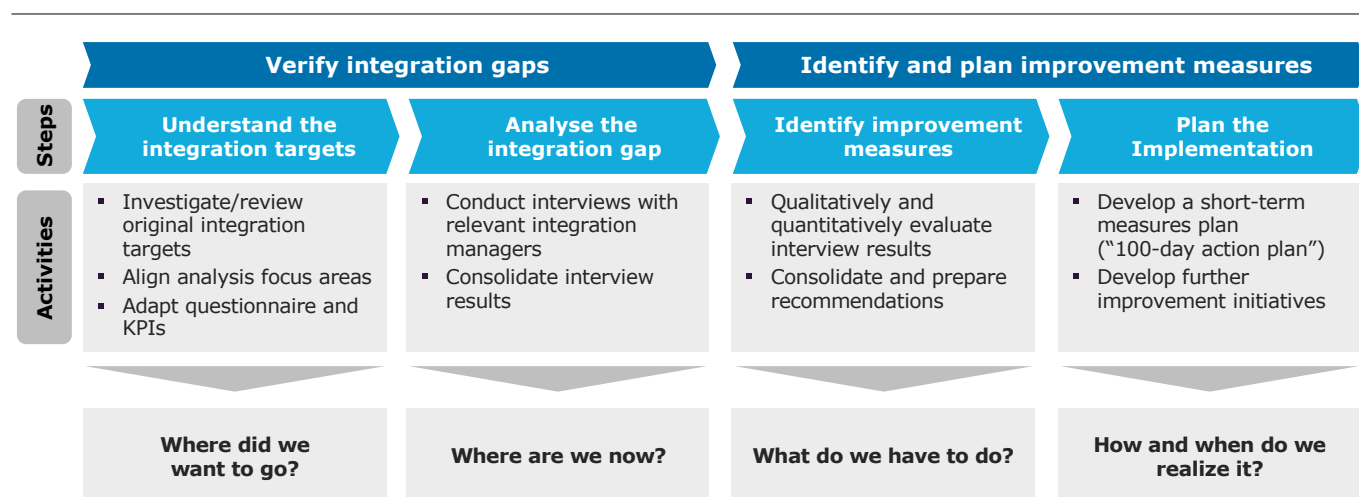 Verify integration gaps
Identify and plan improvement measures
Steps
Understand the
integration targets
Analyse the
integration gap
Identify improvement
measures
Plan the
Implementation
Activities
▪ Investigate/review
original integration
targets
▪ Align analysis focus areas
▪ Adapt questionnaire and
KPIs
▪ Conduct interviews with
relevant integration
managers
▪ Consolidate interview
results
▪ Qualitatively and
quantitatively evaluate
interview results
▪ Consolidate and prepare
recommendations
▪ Develop a short-term
measures plan
(“100-day action plan”)
▪ Develop further
improvement initiatives
Where did we
want to go?
Where are we now?
What do we have to do?
How and when do we
realize it?